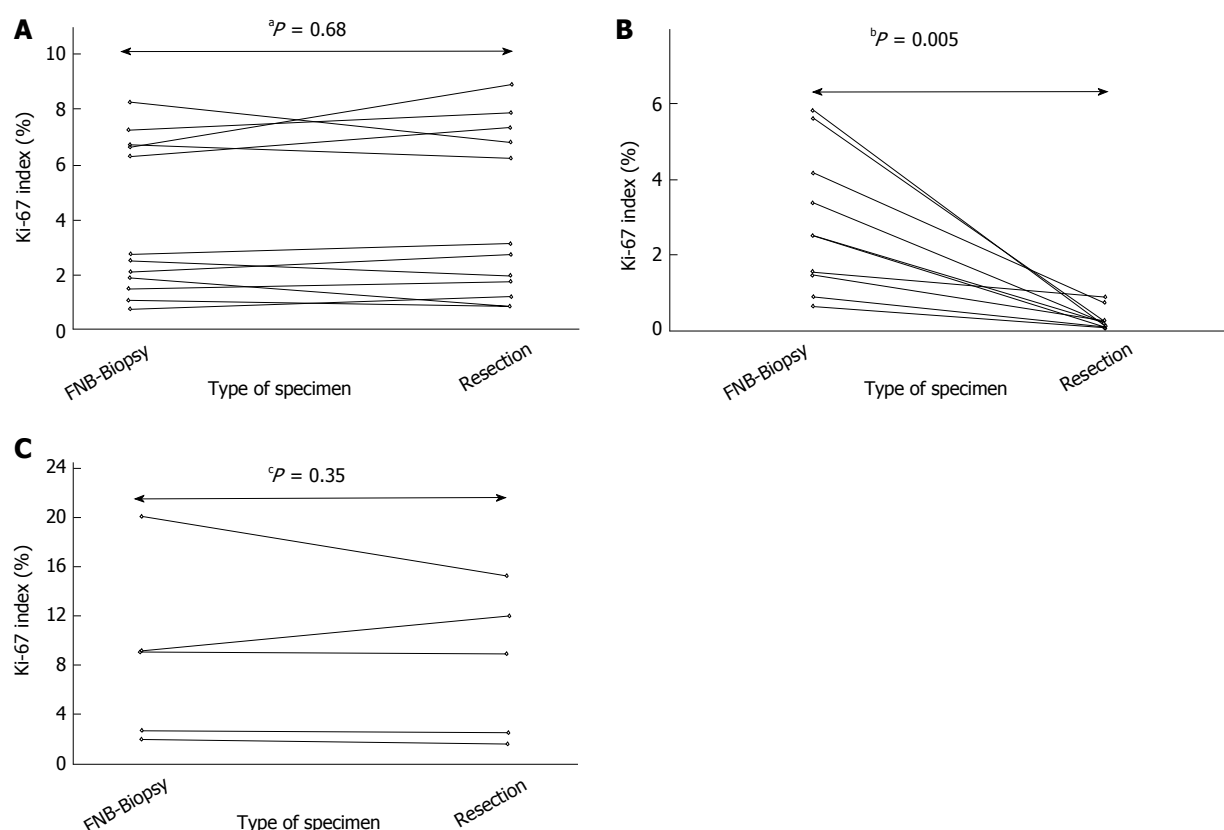 A
ᵃP = 0.68
10
8
6
4
2
0
Ki-67 index (%)
FNB-Biopsy
Resection
Type of specimen
B
ᵇP = 0.005
6
4
2
0
Ki-67 index (%)
FNB-Biopsy
Resection
Type of specimen
C
ᶜP = 0.35
24
20
16
12
8
4
0
Ki-67 index (%)
FNB-Biopsy
Resection
Type of specimen